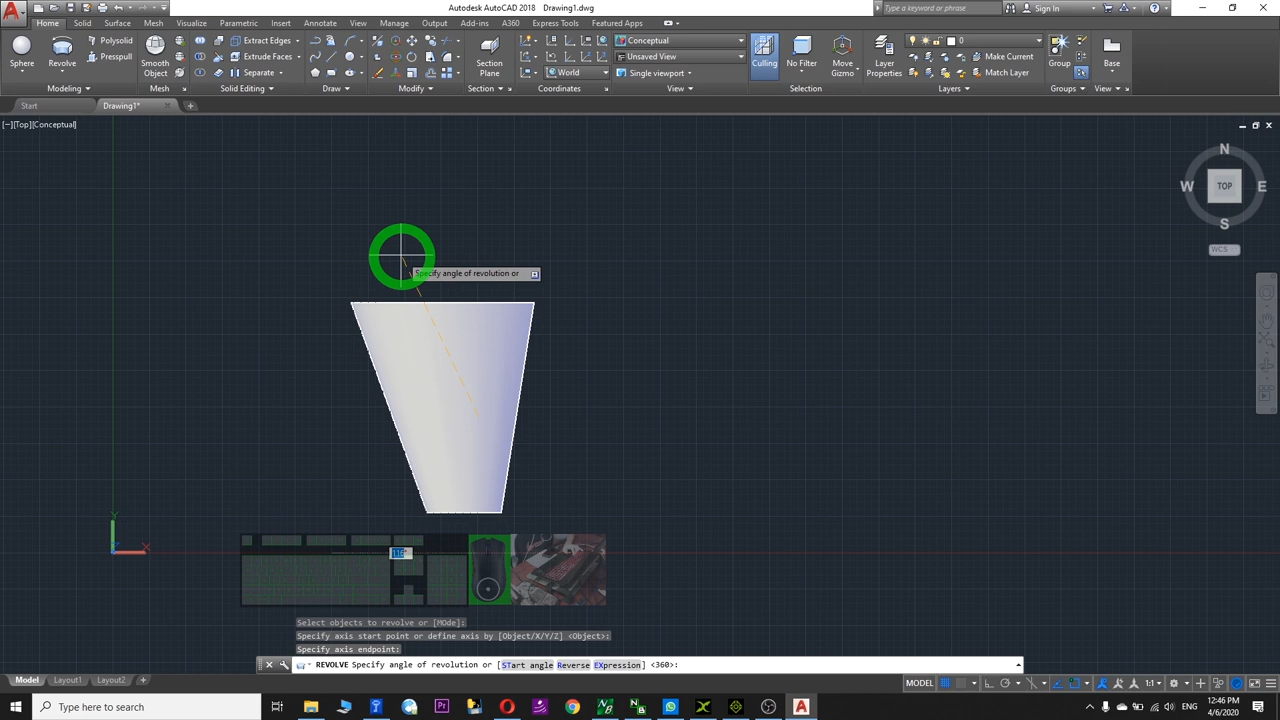 Autodesk AutoCAD 2018 Drawing1.dwg
Type a keyword or phrase
Sign In
Home Solid Surface Mesh Visualize Parametric Insert Annotate View Manage Output Add-ins A360 Express Tools Featured Apps
Sphere
Revolve
Polysolid
Presspull
Smooth
Object
Extract Edges
Extrude Faces
Separate
Section
Plane
World
Conceptual
Unsaved View
Single viewport
Culling
No Filter
Move
Gizmo
Layer
Properties
0
Make Current
Match Layer
Group
Base
Modeling Mesh Solid Editing Draw Modify Section Coordinates View Selection Layers Groups View
Start Drawing1*
[−][Top][Conceptual]
N
W TOP E
S
WCS
Specify angle of revolution or
Y
X
116°
Select objects to revolve or [MOde]:
Specify axis start point or define axis by [Object/X/Y/Z] <Object>:
Specify axis endpoint:
REVOLVE Specify angle of revolution or [STart angle Reverse EXpression] <360>:
Model Layout1 Layout2
MODEL 1:1
Type here to search
ENG
12:46 PM
4/6/2020